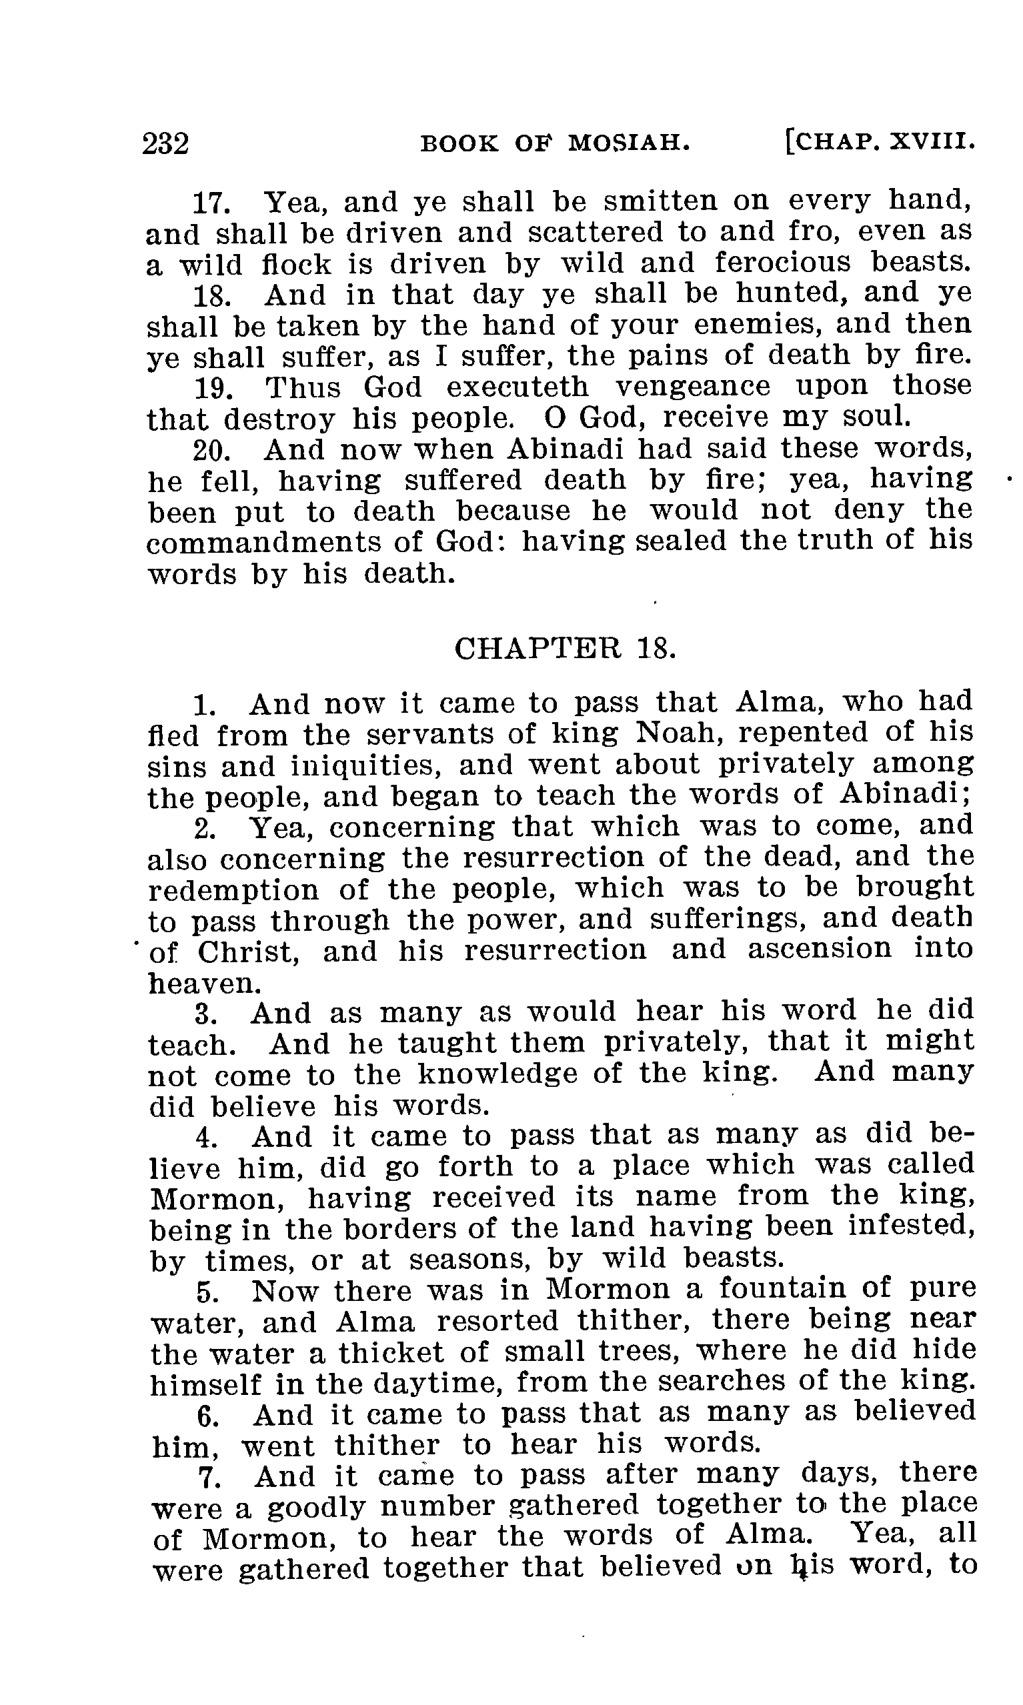 232 BOOK OF MOSIAH. [CHAP. XVIII.
17. Yea, and ye shall be smitten on every hand,
and shall be driven and scattered to and fro, even as
a wild flock is driven by wild and ferocious beasts.
18. And in that day ye shall be hunted, and ye
shall be taken by the hand of your enemies, and then
ye shall suffer, as I suffer, the pains of death by fire.
19. Thus God executeth vengeance upon those
that destroy his people. O God, receive my soul.
20. And now when Abinadi had said these words,
he fell, having suffered death by fire; yea, having
been put to death because he would not deny the
commandments of God: having sealed the truth of his
words by his death.
CHAPTER 18.
1. And now it came to pass that Alma, who had
fled from the servants of king Noah, repented of his
sins and iniquities, and went about privately among
the people, and began to teach the words of Abinadi;
2. Yea, concerning that which was to come, and
also concerning the resurrection of the dead, and the
redemption of the people, which was to be brought
to pass through the power, and sufferings, and death
of Christ, and his resurrection and ascension into
heaven.
3. And as many as would hear his word he did
teach. And he taught them privately, that it might
not come to the knowledge of the king. And many
did believe his words.
4. And it came to pass that as many as did be-
lieve him, did go forth to a place which was called
Mormon, having received its name from the king,
being in the borders of the land having been infested,
by times, or at seasons, by wild beasts.
5. Now there was in Mormon a fountain of pure
water, and Alma resorted thither, there being near
the water a thicket of small trees, where he did hide
himself in the daytime, from the searches of the king.
6. And it came to pass that as many as believed
him, went thither to hear his words.
7. And it came to pass after many days, there
were a goodly number gathered together to the place
of Mormon, to hear the words of Alma. Yea, all
were gathered together that believed on his word, to